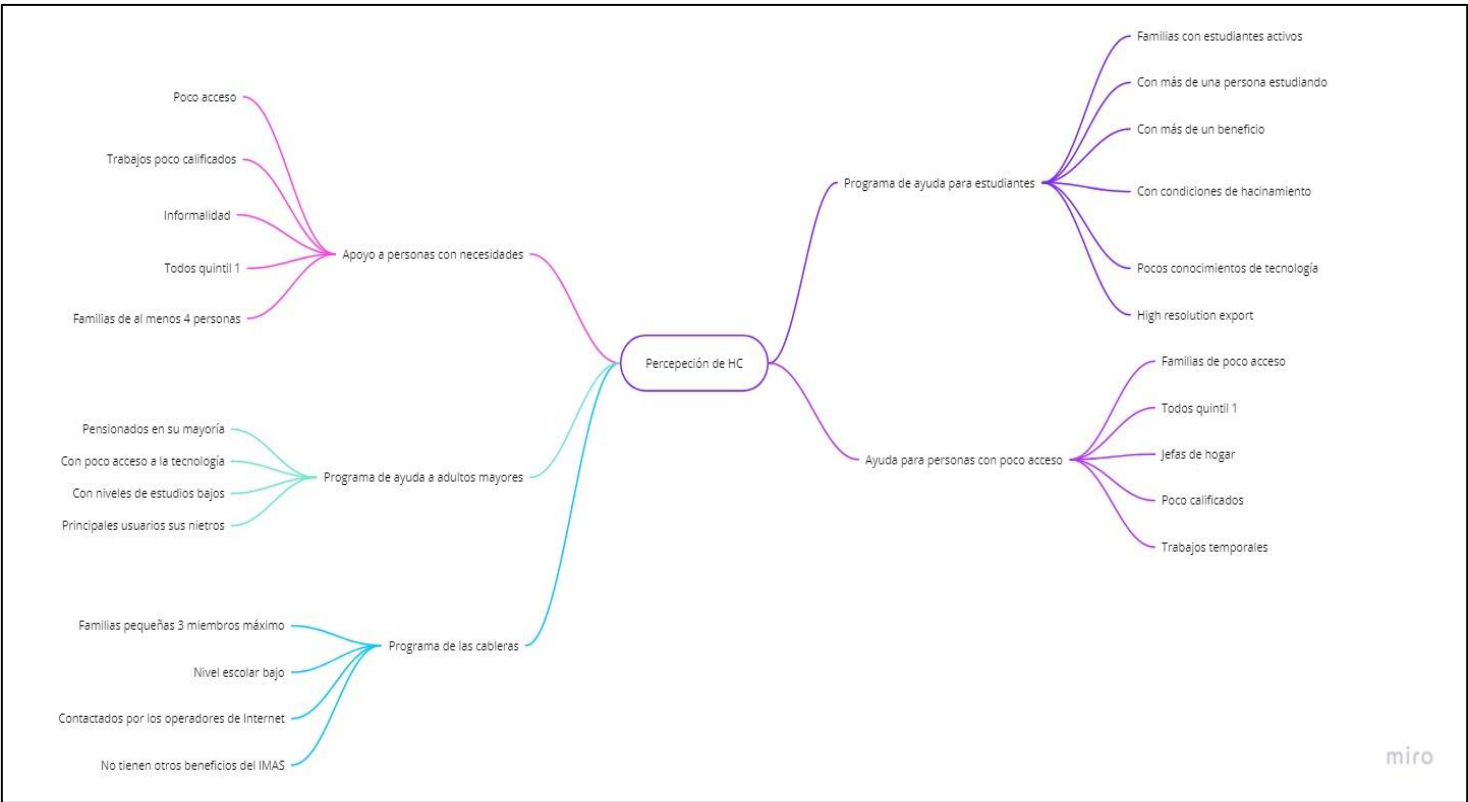 Percepeción de HC
Apoyo a personas con necesidades
Poco acceso
Trabajos poco calificados
Informalidad
Todos quintil 1
Familias de al menos 4 personas
Programa de ayuda a adultos mayores
Pensionados en su mayoría
Con poco acceso a la tecnología
Con niveles de estudios bajos
Principales usuarios sus nietros
Programa de las cableras
Familias pequeñas 3 miembros máximo
Nivel escolar bajo
Contactados por los operadores de Internet
No tienen otros beneficios del IMAS
Programa de ayuda para estudiantes
Familias con estudiantes activos
Con más de una persona estudiando
Con más de un beneficio
Con condiciones de hacinamiento
Pocos conocimientos de tecnología
High resolution export
Ayuda para personas con poco acceso
Familias de poco acceso
Todos quintil 1
Jefas de hogar
Poco calificados
Trabajos temporales
miro